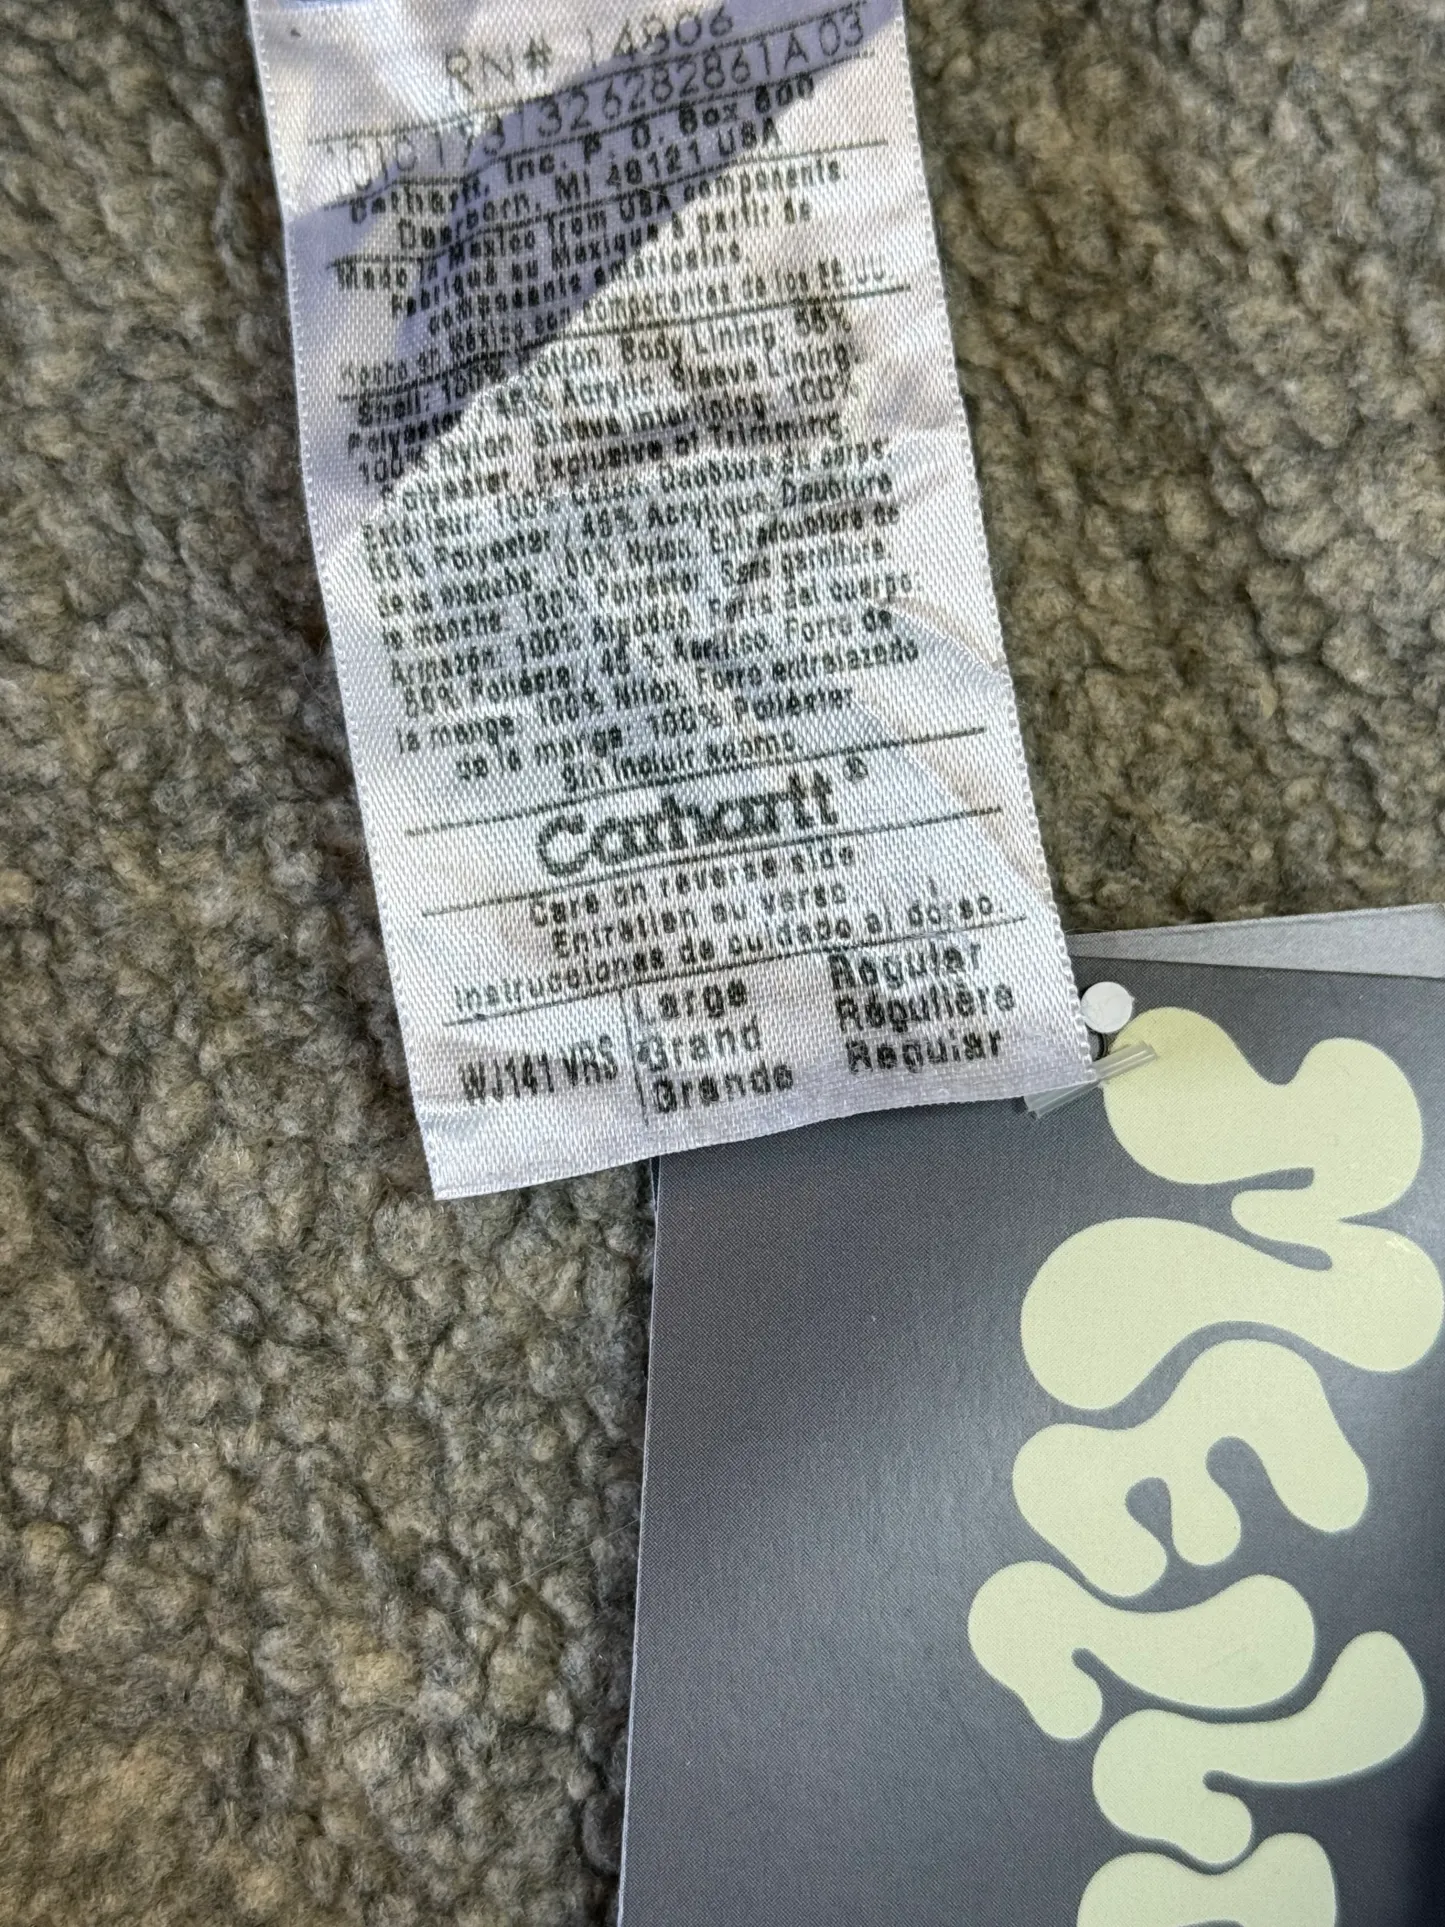 RN# 14806
Carhartt, Inc. P. O. Box 600
Dearborn, MI 48121 USA
Made in Mexico from USA components
Fabriqué au Mexique à partir de
composants américains
Hecho en México con componentes de los EE UU
Shell: 100% Cotton. Body Lining: 55%
Polyester / 45% Acrylic. Sleeve Lining:
100% Nylon. Sleeve Interlining: 100%
Polyester. Exclusive of Trimming
Extérieur: 100% Coton. Doublure du corps:
55% Polyester / 45% Acrylique. Doublure
de la manche: 100% Nylon. Entredoublure de
la manche: 100% Polyester. Sans garniture
Armazón: 100% Algodón. Forro del cuerpo:
55% Poliéster / 45 % Acrílico. Forro de
la manga: 100% Nilón. Forro entrelazado
de la manga: 100% Poliéster
Sin incluir adorno.
Carhartt®
Care on reverse side
Entretien au verso.
Instrucciones de cuidado al dorso.
WJ141 VRS Large Regular
Grand Régulière
Grande Regular